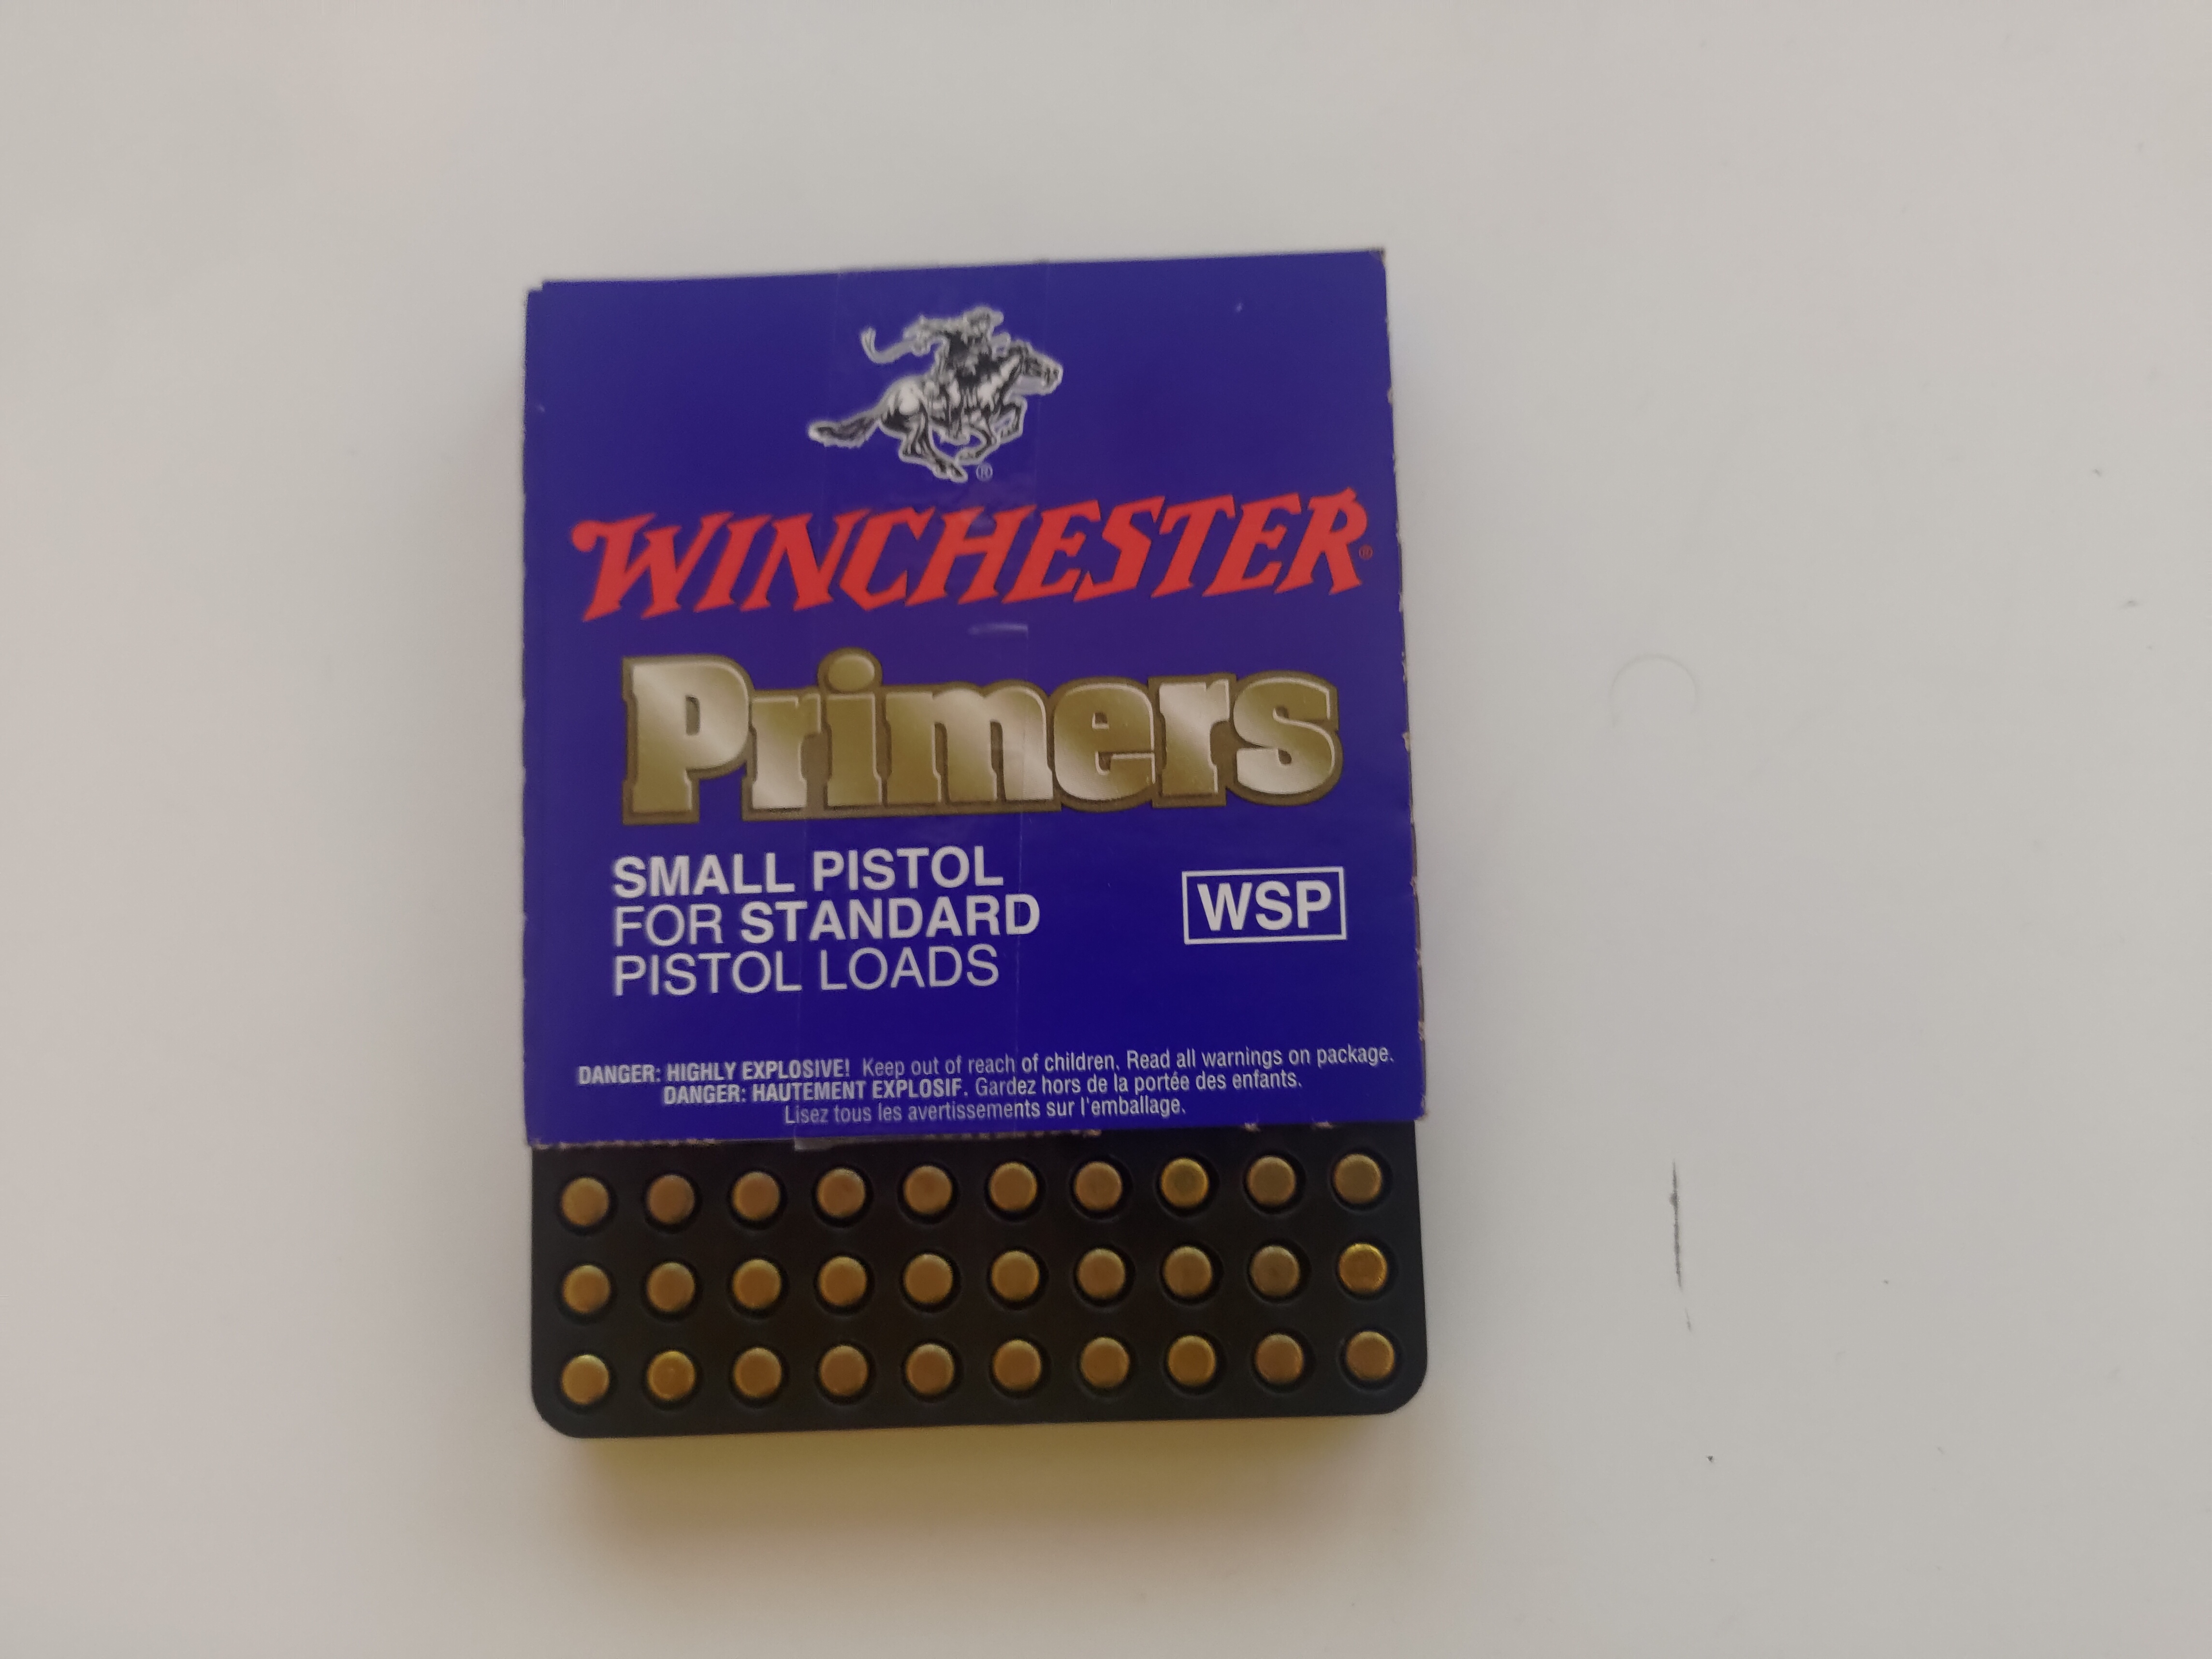 ®
WINCHESTER®
Primers
SMALL PISTOL
FOR STANDARD
PISTOL LOADS
WSP
DANGER: HIGHLY EXPLOSIVE! Keep out of reach of children. Read all warnings on package.
DANGER: HAUTEMENT EXPLOSIF. Gardez hors de la portée des enfants.
Lisez tous les avertissements sur l'emballage.